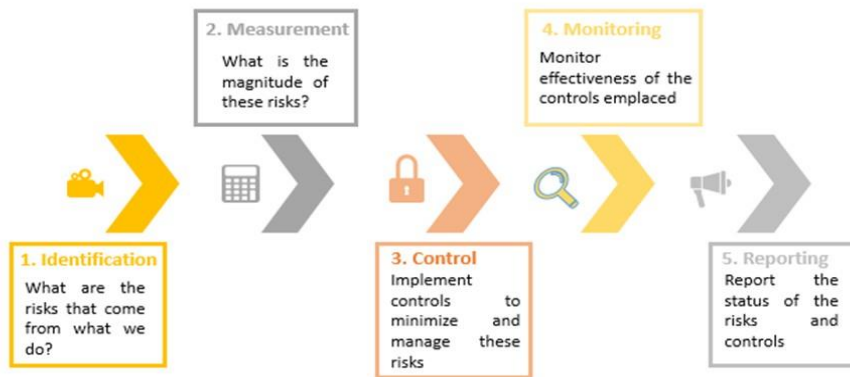 1. Identification
What are the
risks that come
from what we
do?
2. Measurement
What is the
magnitude of
these risks?
3. Control
Implement
controls to
minimize and
manage these
risks
4. Monitoring
Monitor
effectiveness of the
controls emplaced
5. Reporting
Report the
status of the
risks and
controls